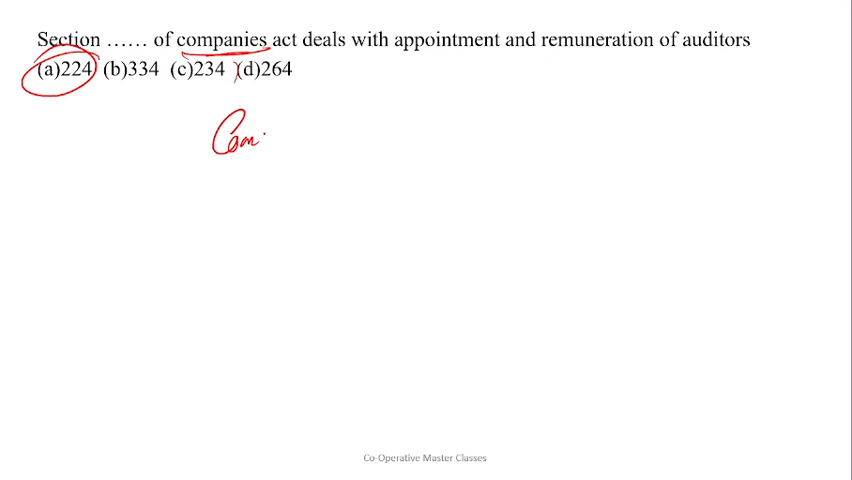 Section …… of companies act deals with appointment and remuneration of auditors
(a)224 (b)334 (c)234 (d)264
Com.
Co-Operative Master Classes